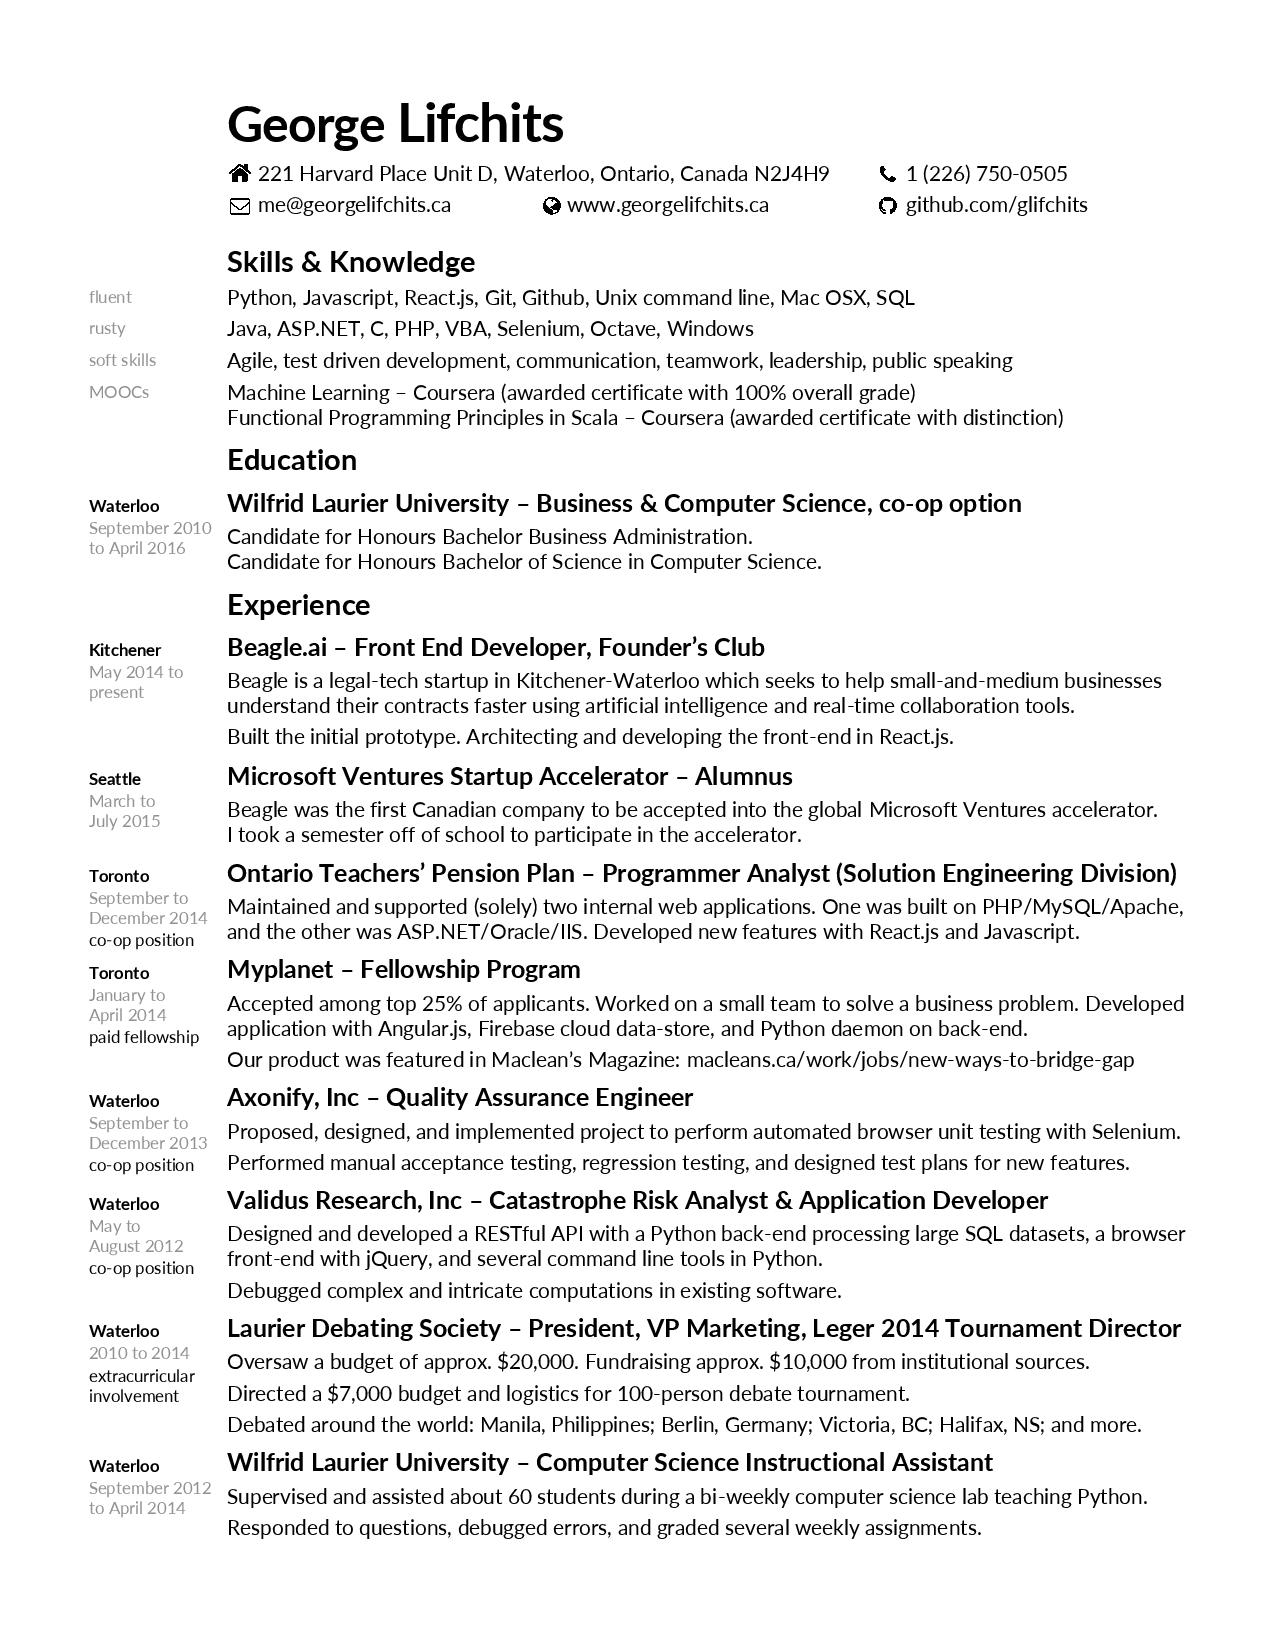 George Lifchits
221 Harvard Place Unit D, Waterloo, Ontario, Canada N2J4H9 1 (226) 750-0505
me@georgelifchits.ca www.georgelifchits.ca github.com/glifchits
Skills & Knowledge
fluent Python, Javascript, React.js, Git, Github, Unix command line, Mac OSX, SQL
rusty Java, ASP.NET, C, PHP, VBA, Selenium, Octave, Windows
soft skills Agile, test driven development, communication, teamwork, leadership, public speaking
MOOCs Machine Learning – Coursera (awarded certificate with 100% overall grade)
Functional Programming Principles in Scala – Coursera (awarded certificate with distinction)
Education
Waterloo
September 2010
to April 2016
Wilfrid Laurier University – Business & Computer Science, co-op option
Candidate for Honours Bachelor Business Administration.
Candidate for Honours Bachelor of Science in Computer Science.
Experience
Kitchener
May 2014 to
present
Beagle.ai – Front End Developer, Founder’s Club
Beagle is a legal-tech startup in Kitchener-Waterloo which seeks to help small-and-medium businesses
understand their contracts faster using artificial intelligence and real-time collaboration tools.
Built the initial prototype. Architecting and developing the front-end in React.js.
Seattle
March to
July 2015
Microsoft Ventures Startup Accelerator – Alumnus
Beagle was the first Canadian company to be accepted into the global Microsoft Ventures accelerator.
I took a semester off of school to participate in the accelerator.
Toronto
September to
December 2014
co-op position
Ontario Teachers’ Pension Plan – Programmer Analyst (Solution Engineering Division)
Maintained and supported (solely) two internal web applications. One was built on PHP/MySQL/Apache,
and the other was ASP.NET/Oracle/IIS. Developed new features with React.js and Javascript.
Toronto
January to
April 2014
paid fellowship
Myplanet – Fellowship Program
Accepted among top 25% of applicants. Worked on a small team to solve a business problem. Developed
application with Angular.js, Firebase cloud data-store, and Python daemon on back-end.
Our product was featured in Maclean’s Magazine: macleans.ca/work/jobs/new-ways-to-bridge-gap
Waterloo
September to
December 2013
co-op position
Axonify, Inc – Quality Assurance Engineer
Proposed, designed, and implemented project to perform automated browser unit testing with Selenium.
Performed manual acceptance testing, regression testing, and designed test plans for new features.
Waterloo
May to
August 2012
co-op position
Validus Research, Inc – Catastrophe Risk Analyst & Application Developer
Designed and developed a RESTful API with a Python back-end processing large SQL datasets, a browser
front-end with jQuery, and several command line tools in Python.
Debugged complex and intricate computations in existing software.
Waterloo
2010 to 2014
extracurricular
involvement
Laurier Debating Society – President, VP Marketing, Leger 2014 Tournament Director
Oversaw a budget of approx. $20,000. Fundraising approx. $10,000 from institutional sources.
Directed a $7,000 budget and logistics for 100-person debate tournament.
Debated around the world: Manila, Philippines; Berlin, Germany; Victoria, BC; Halifax, NS; and more.
Waterloo
September 2012
to April 2014
Wilfrid Laurier University – Computer Science Instructional Assistant
Supervised and assisted about 60 students during a bi-weekly computer science lab teaching Python.
Responded to questions, debugged errors, and graded several weekly assignments.